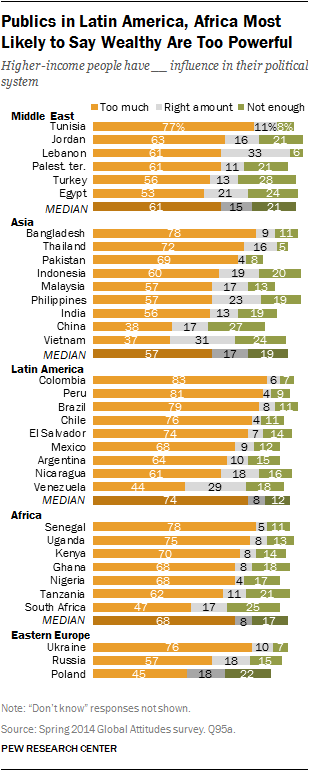 Publics in Latin America, Africa Most
Likely to Say Wealthy Are Too Powerful
Higher-income people have __ influence in their political
system
Too much Right amount Not enough
Middle East
Tunisia 77% 11% 8%
Jordan 63 16 21
Lebanon 61 33 6
Palest. ter. 61 11 21
Turkey 56 13 28
Egypt 53 21 24
MEDIAN 61 15 21
Asia
Bangladesh 78 9 11
Thailand 72 16 5
Pakistan 69 4 8
Indonesia 60 19 20
Malaysia 57 17 13
Philippines 57 23 19
India 56 13 19
China 38 17 27
Vietnam 37 31 24
MEDIAN 57 17 19
Latin America
Colombia 83 6 7
Peru 81 4 9
Brazil 79 8 11
Chile 76 4 11
El Salvador 74 7 14
Mexico 68 9 12
Argentina 64 10 15
Nicaragua 61 18 16
Venezuela 44 29 18
MEDIAN 74 8 12
Africa
Senegal 78 5 11
Uganda 75 8 13
Kenya 70 8 14
Ghana 68 8 18
Nigeria 68 4 17
Tanzania 62 11 21
South Africa 47 17 25
MEDIAN 68 8 17
Eastern Europe
Ukraine 76 10 7
Russia 57 18 15
Poland 45 18 22
Note: “Don’t know” responses not shown.
Source: Spring 2014 Global Attitudes survey. Q95a.
PEW RESEARCH CENTER